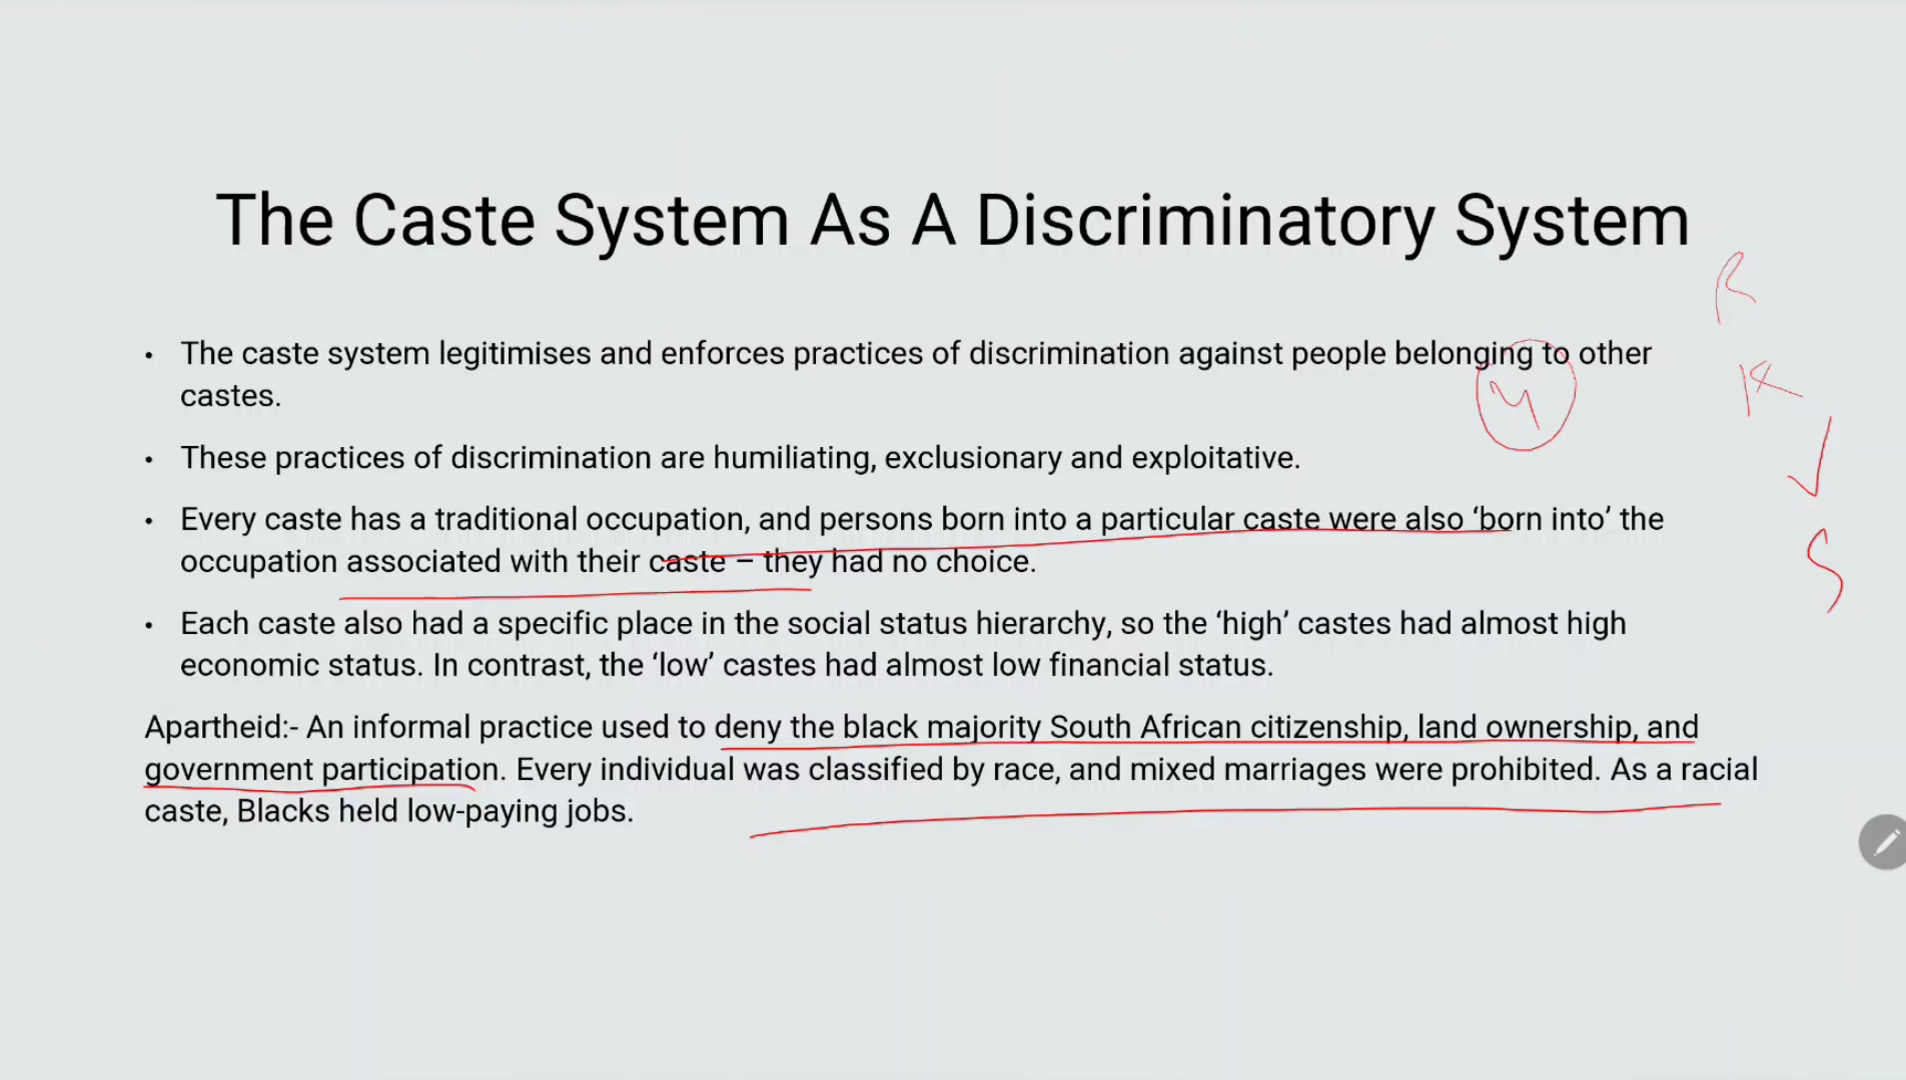 The Caste System As A Discriminatory System
• The caste system legitimises and enforces practices of discrimination against people belonging to other
castes.
• These practices of discrimination are humiliating, exclusionary and exploitative.
• Every caste has a traditional occupation, and persons born into a particular caste were also ‘born into’ the
occupation associated with their caste – they had no choice.
• Each caste also had a specific place in the social status hierarchy, so the ‘high’ castes had almost high
economic status. In contrast, the ‘low’ castes had almost low financial status.
Apartheid:- An informal practice used to deny the black majority South African citizenship, land ownership, and
government participation. Every individual was classified by race, and mixed marriages were prohibited. As a racial
caste, Blacks held low-paying jobs.
K
S